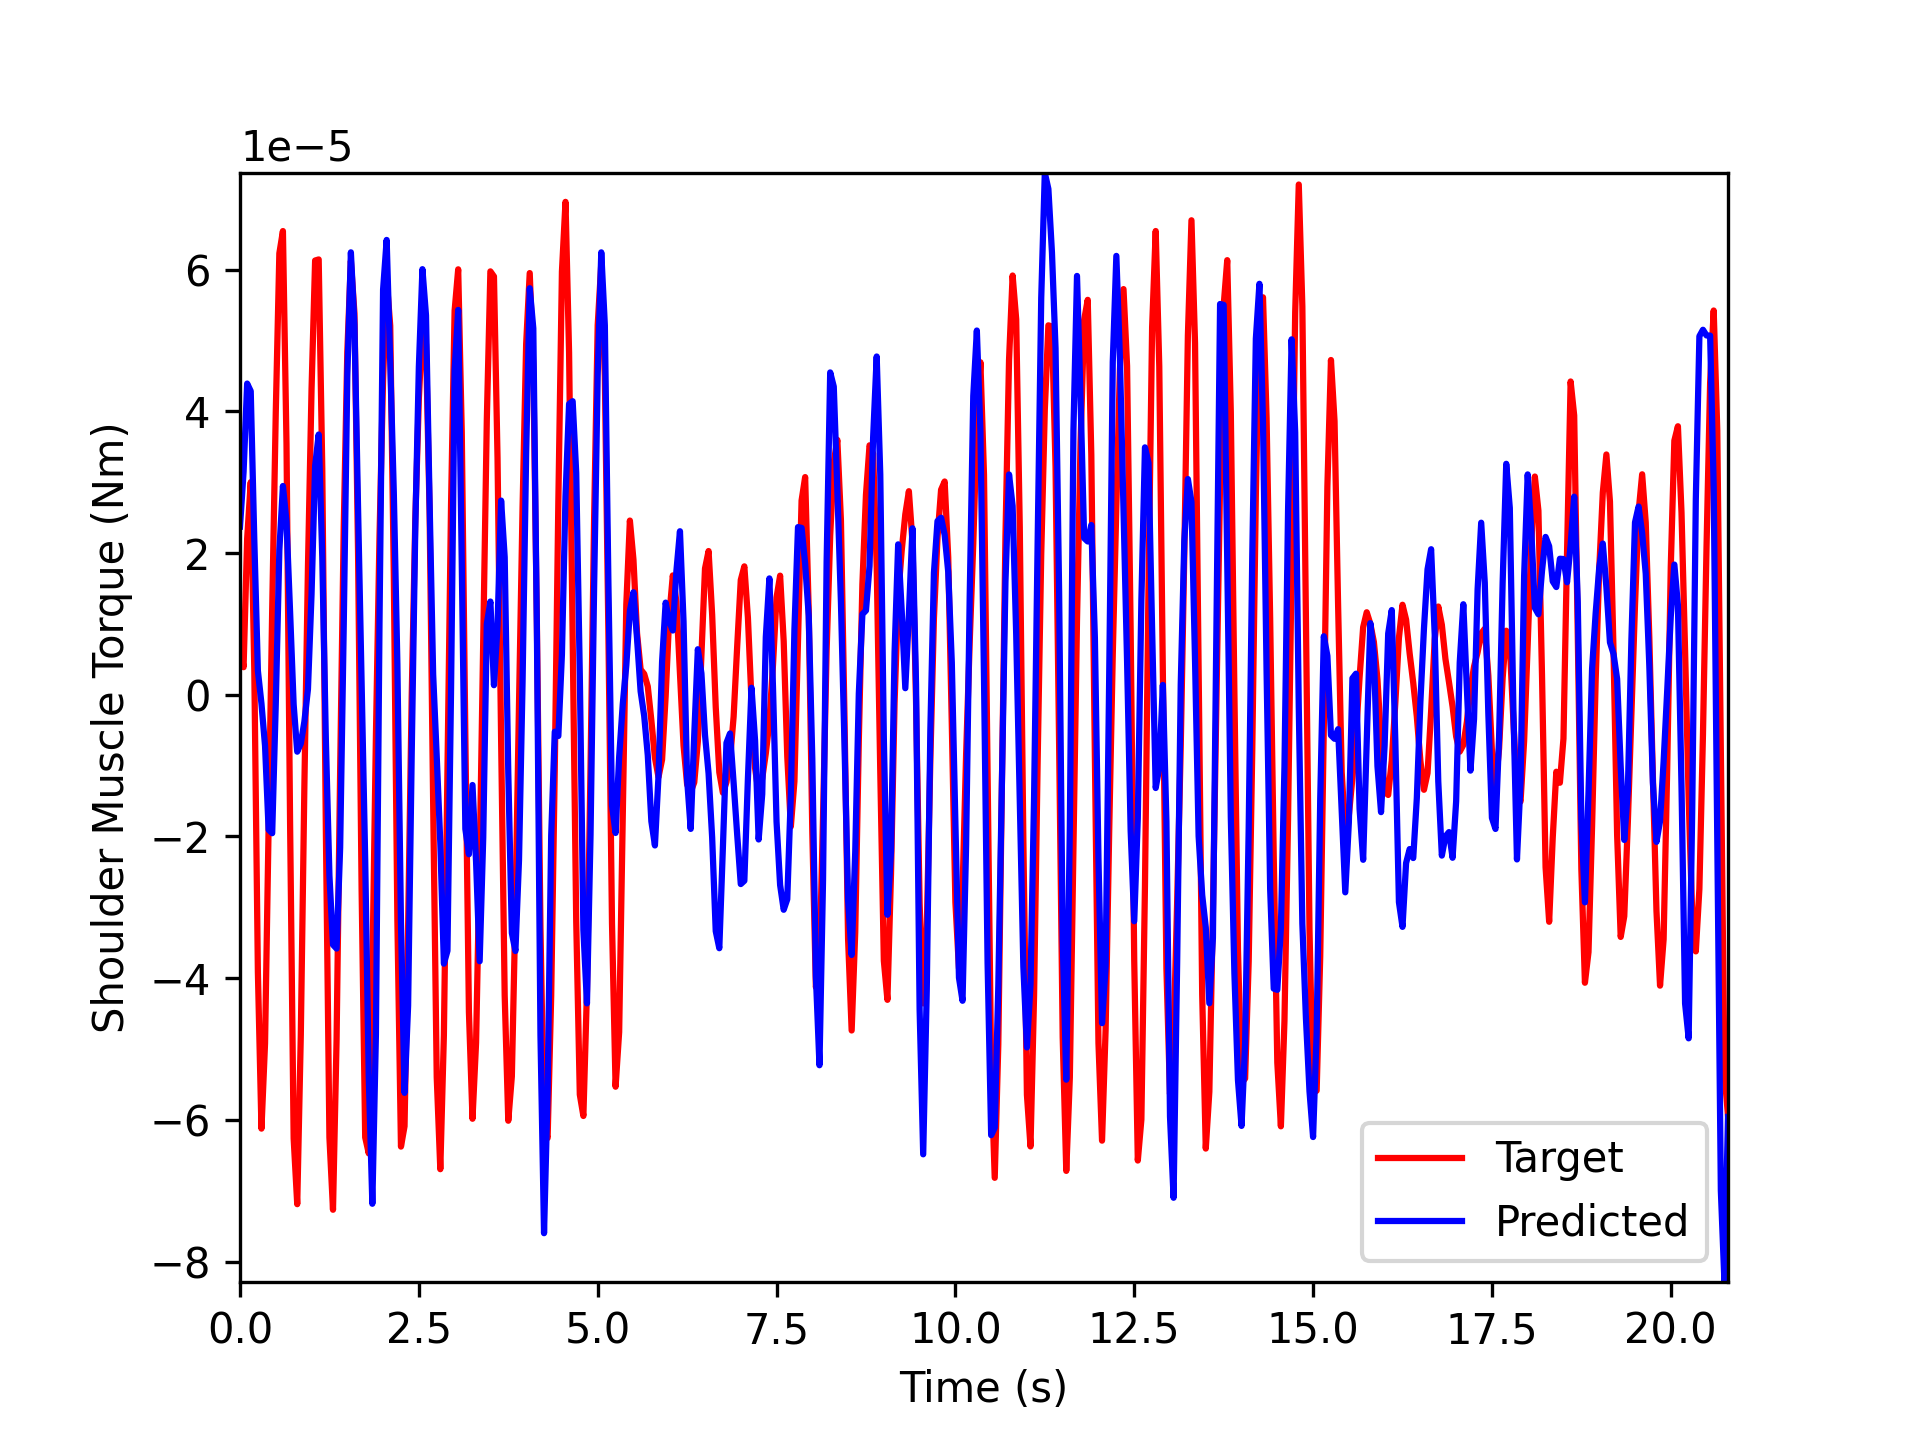 1e−5
Shoulder Muscle Torque (Nm)
6
4
2
0
−2
−4
−6
−8
Target
Predicted
0.0 2.5 5.0 7.5 10.0 12.5 15.0 17.5 20.0
Time (s)